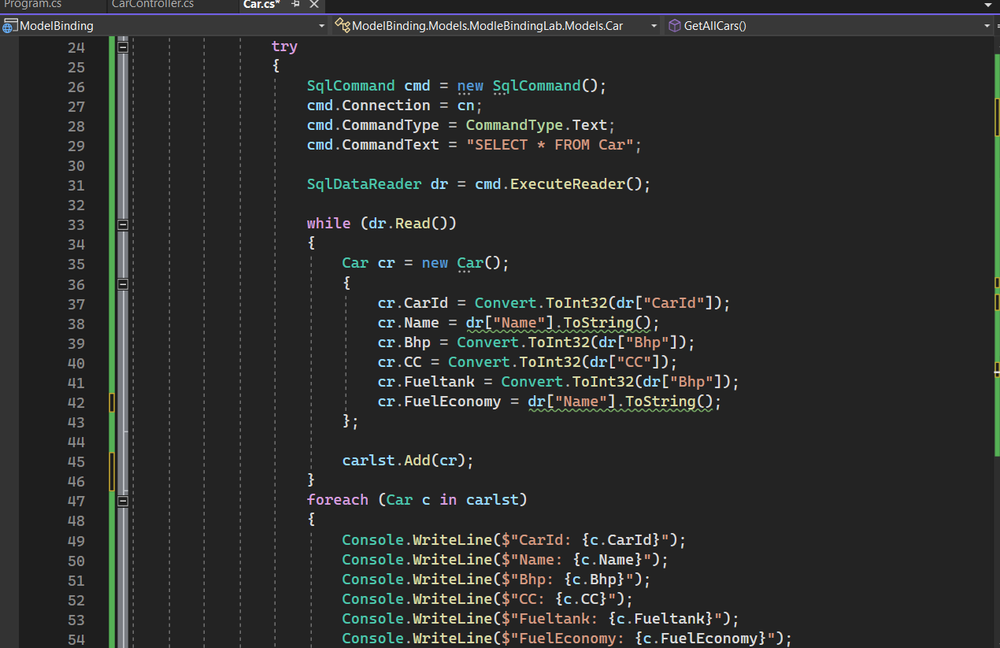 Program.cs CarController.cs Car.cs*
ModelBinding ModelBinding.Models.ModleBindingLab.Models.Car GetAllCars()
24 try
25 {
26 SqlCommand cmd = new SqlCommand();
27 cmd.Connection = cn;
28 cmd.CommandType = CommandType.Text;
29 cmd.CommandText = "SELECT * FROM Car";
30
31 SqlDataReader dr = cmd.ExecuteReader();
32
33 while (dr.Read())
34 {
35 Car cr = new Car();
36 {
37 cr.CarId = Convert.ToInt32(dr["CarId"]);
38 cr.Name = dr["Name"].ToString();
39 cr.Bhp = Convert.ToInt32(dr["Bhp"]);
40 cr.CC = Convert.ToInt32(dr["CC"]);
41 cr.Fueltank = Convert.ToInt32(dr["Bhp"]);
42 cr.FuelEconomy = dr["Name"].ToString();
43 };
44
45 carlst.Add(cr);
46 }
47 foreach (Car c in carlst)
48 {
49 Console.WriteLine($"CarId: {c.CarId}");
50 Console.WriteLine($"Name: {c.Name}");
51 Console.WriteLine($"Bhp: {c.Bhp}");
52 Console.WriteLine($"CC: {c.CC}");
53 Console.WriteLine($"Fueltank: {c.Fueltank}");
54 Console.WriteLine($"FuelEconomy: {c.FuelEconomy}");